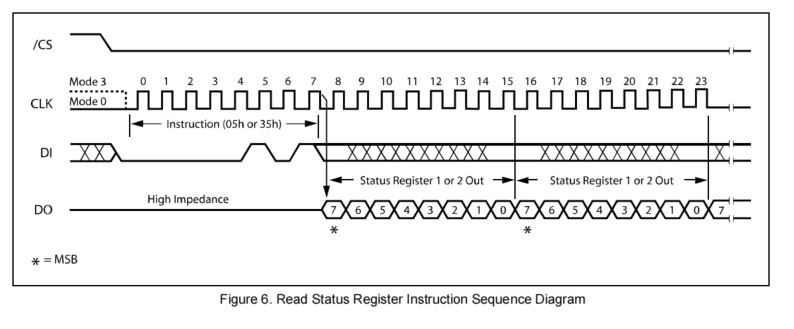 /CS
Mode 3 0 1 2 3 4 5 6 7 8 9 10 11 12 13 14 15 16 17 18 19 20 21 22 23
CLK Mode 0
Instruction (05h or 35h)
DI
Status Register 1 or 2 Out Status Register 1 or 2 Out
High Impedance
DO 7 6 5 4 3 2 1 0 7 6 5 4 3 2 1 0 7
* *
* = MSB
Figure 6. Read Status Register Instruction Sequence Diagram